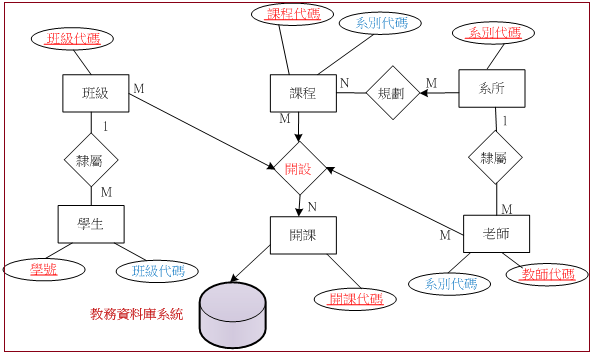 課程代碼
系別代碼
系別代碼
班級代碼
班級
M
課程
N
規劃
M
系所
M
1
1
隸屬
開設
隸屬
M
N
M
學生
開課
M
老師
學號
班級代碼
系別代碼
教師代碼
開課代碼
教務資料庫系統